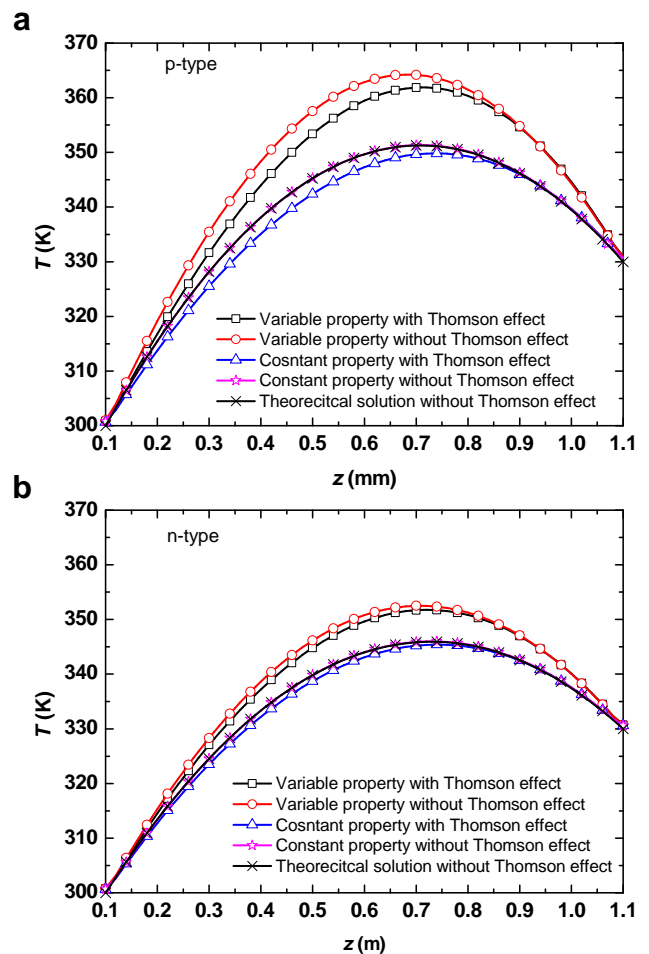 a
370
p-type
360
350
340
T (K)
330
320
Variable property with Thomson effect
Variable property without Thomson effect
310
Cosntant property with Thomson effect
Constant property without Thomson effect
Theorecitcal solution without Thomson effect
300
0.1 0.2 0.3 0.4 0.5 0.6 0.7 0.8 0.9 1.0 1.1
z (mm)
b
370
n-type
360
350
340
T (K)
330
320
Variable property with Thomson effect
Variable property without Thomson effect
310
Cosntant property with Thomson effect
Constant property without Thomson effect
Theorecitcal solution without Thomson effect
300
0.1 0.2 0.3 0.4 0.5 0.6 0.7 0.8 0.9 1.0 1.1
z (m)